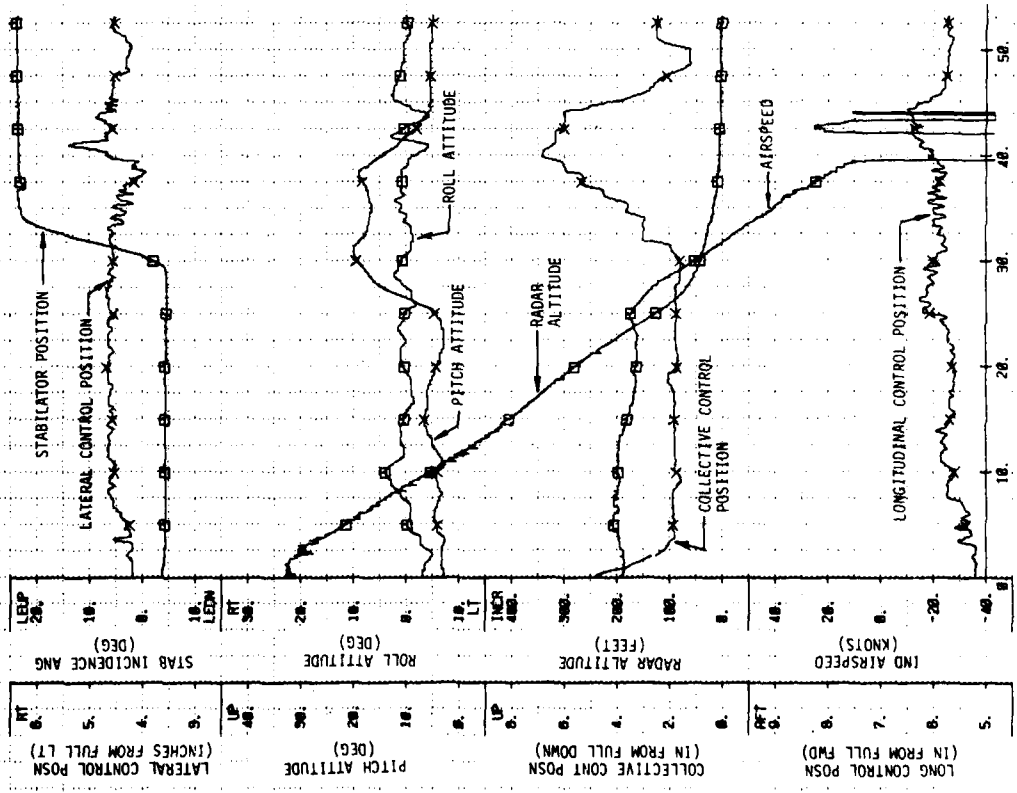 STABILATOR POSITION
LATERAL CONTROL POSITION
ROLL ATTITUDE
PITCH ATTITUDE
RADAR
ALTITUDE
AIRSPEED
COLLECTIVE CONTROL
POSITION
LONGITUDINAL CONTROL POSITION
STAB INCIDENCE ANG
(DEG)
LEUP
20.
10.
0.
10.
LEDN
ROLL ATTITUDE
(DEG)
RT
30.
20.
10.
0.
10.
LT
RADAR ALTITUDE
(FEET)
INCR
400.
300.
200.
100.
IND AIRSPEED
(KNOTS)
40.
20.
0.
-20.
-40.
LATERAL CONTROL POSN
(INCHES FROM FULL LT)
RT
6.
5.
4.
3.
PITCH ATTITUDE
(DEG)
UP
40.
30.
20.
10.
0.
COLLECTIVE CONT POSN
(IN FROM FULL DOWN)
UP
8.
6.
4.
2.
LONG CONTROL POSN
(IN FROM FULL FWD)
AFT
9.
8.
7.
6.
5.
0
10.
20.
30.
40.
50.